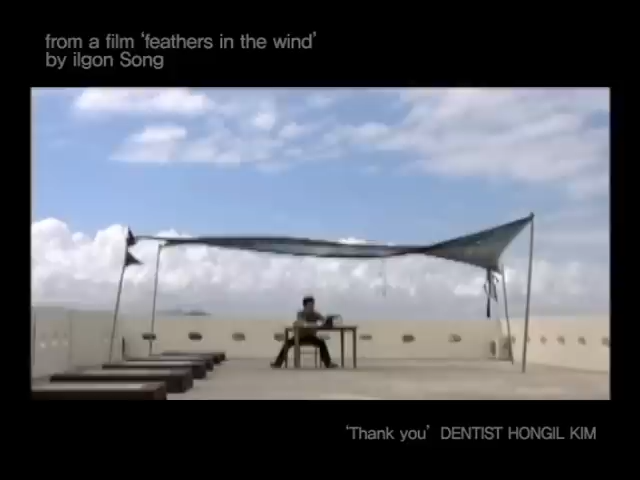 from a film ‘feathers in the wind’
by ilgon Song
‘Thank you’ DENTIST HONGIL KIM